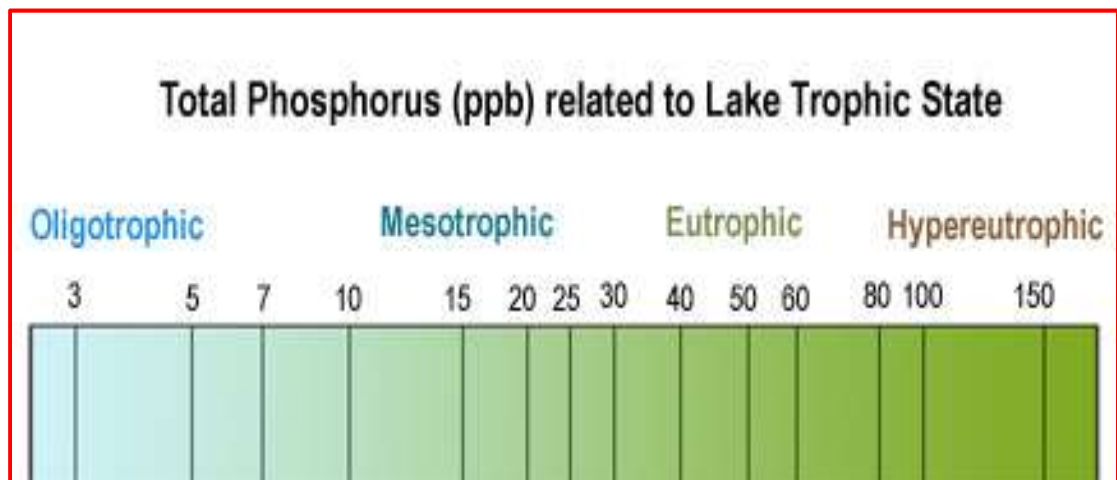 Total Phosphorus (ppb) related to Lake Trophic State
Oligotrophic Mesotrophic Eutrophic Hypereutrophic
3 5 7 10 15 20 25 30 40 50 60 80 100 150